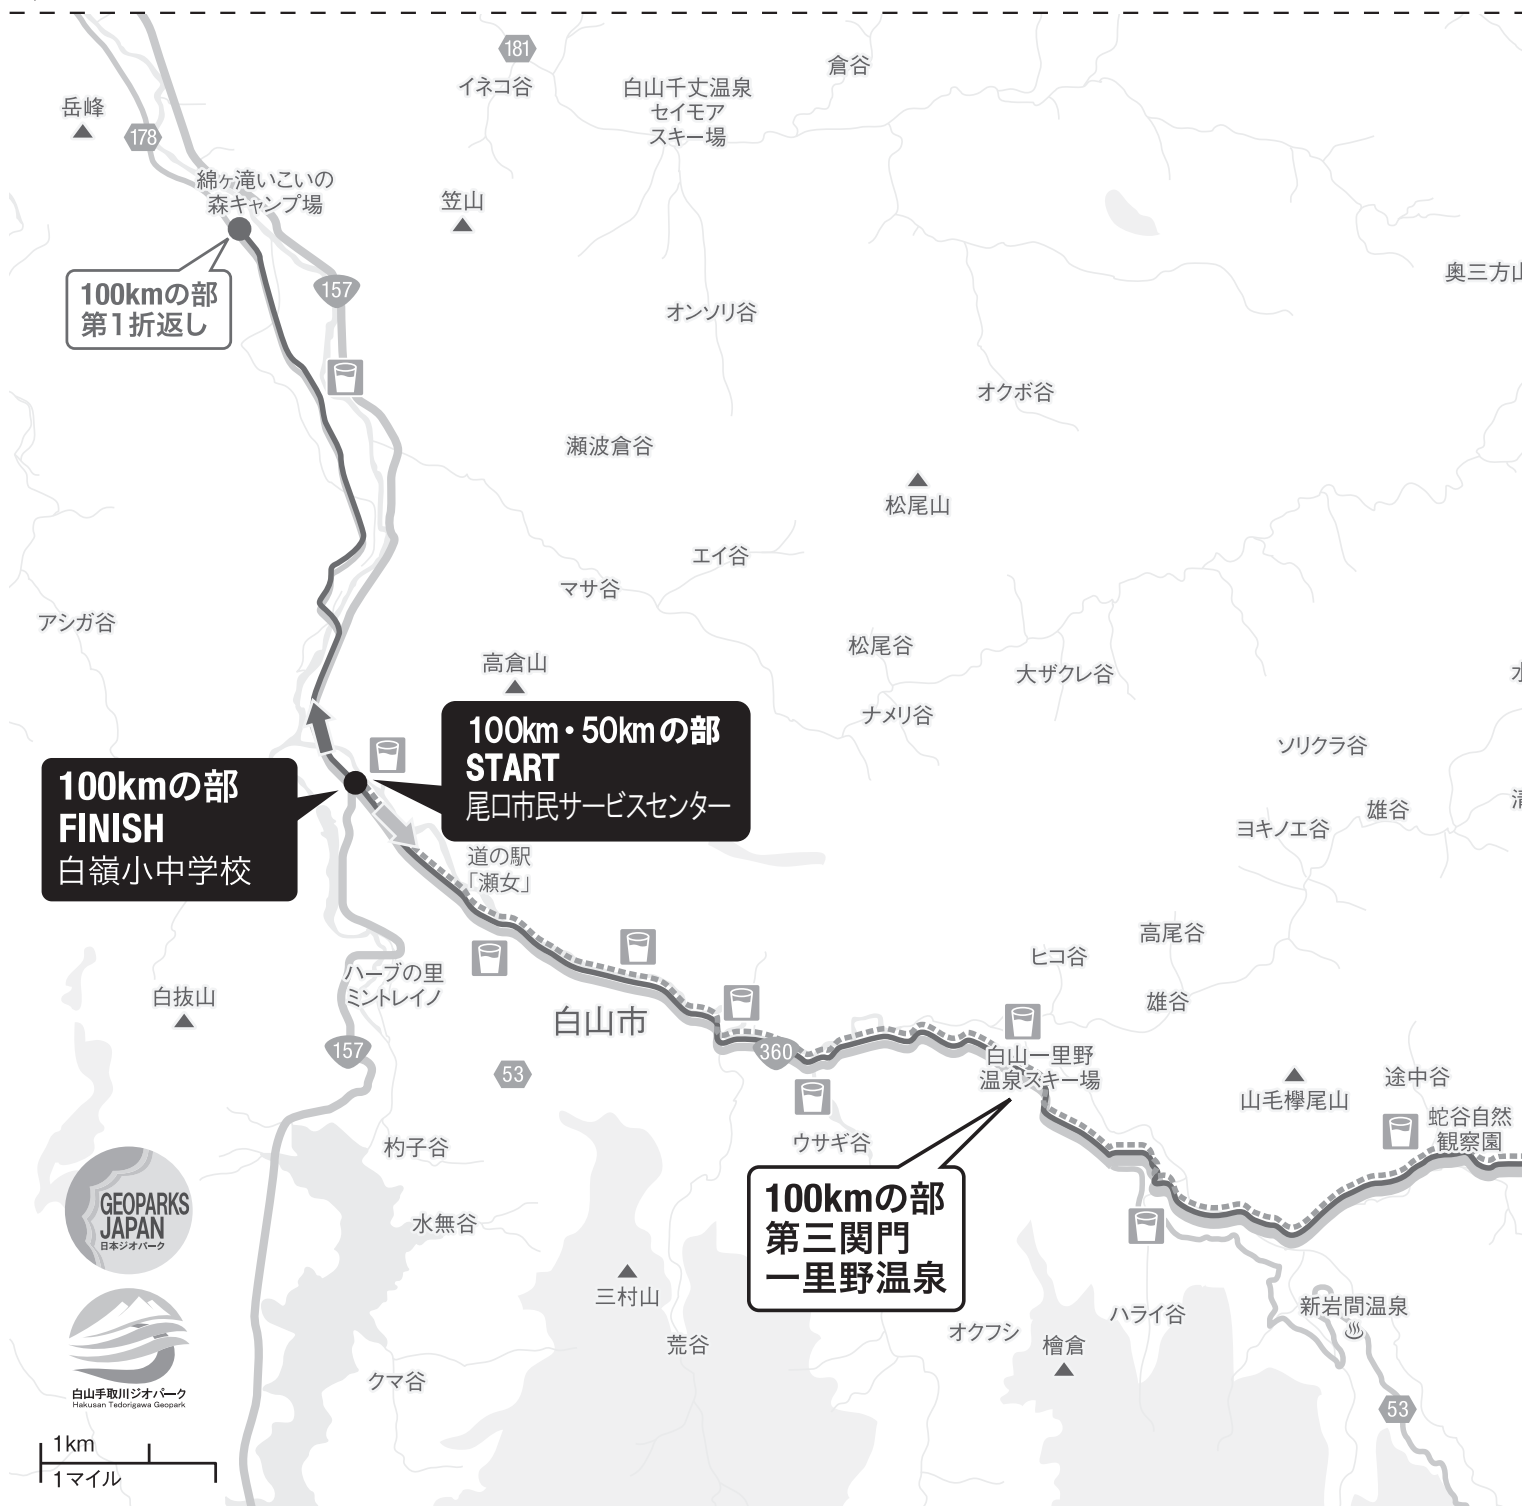 181
イネコ谷
白山千丈温泉
セイモア
スキー場
倉谷
岳峰
178
綿ヶ滝いこいの
森キャンプ場
笠山
100kmの部
第1折返し
157
オンソリ谷
オクボ谷
瀬波倉谷
松尾山
エイ谷
マサ谷
アシガ谷
高倉山
松尾谷
大ザクレ谷
ナメリ谷
ソリクラ谷
雄谷
ヨキノエ谷
100km・50kmの部
START
尾口市民サービスセンター
100kmの部
FINISH
白嶺小中学校
道の駅
「瀬女」
ハーブの里
ミントレイノ
白抜山
白山市
157
53
360
ヒコ谷
高尾谷
雄谷
白山一里野
温泉スキー場
山毛欅尾山
途中谷
蛇谷自然
観察園
ウサギ谷
杓子谷
水無谷
100kmの部
第三関門
一里野温泉
GEOPARKS
JAPAN
日本ジオパーク
三村山
荒谷
オクフシ
檜倉
ハライ谷
新岩間温泉
クマ谷
53
白山手取川ジオパーク
Hakusan Tedorigawa Geopark
1km
1マイル